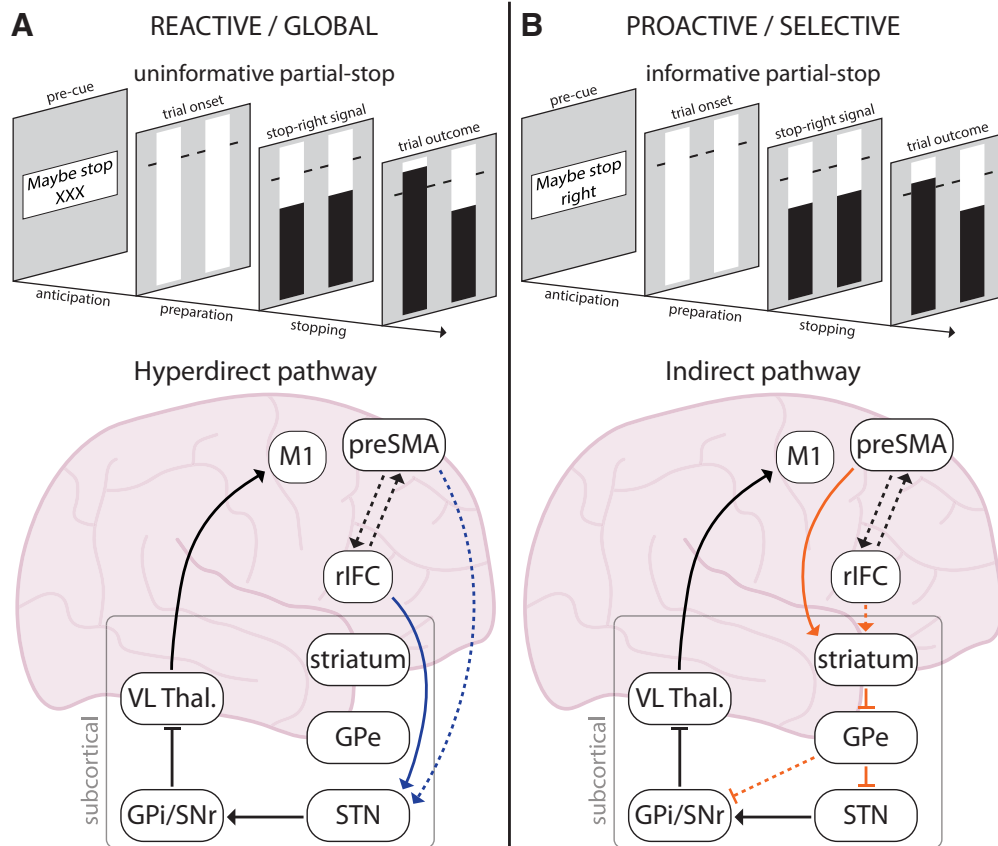 A
REACTIVE / GLOBAL
uninformative partial-stop
pre-cue
trial onset
stop-right signal
trial outcome
Maybe stop
XXX
anticipation
preparation
stopping
Hyperdirect pathway
M1
preSMA
rIFC
striatum
VL Thal.
GPe
GPi/SNr
STN
subcortical
B
PROACTIVE / SELECTIVE
informative partial-stop
pre-cue
trial onset
stop-right signal
trial outcome
Maybe stop
right
anticipation
preparation
stopping
Indirect pathway
M1
preSMA
rIFC
striatum
VL Thal.
GPe
GPi/SNr
STN
subcortical